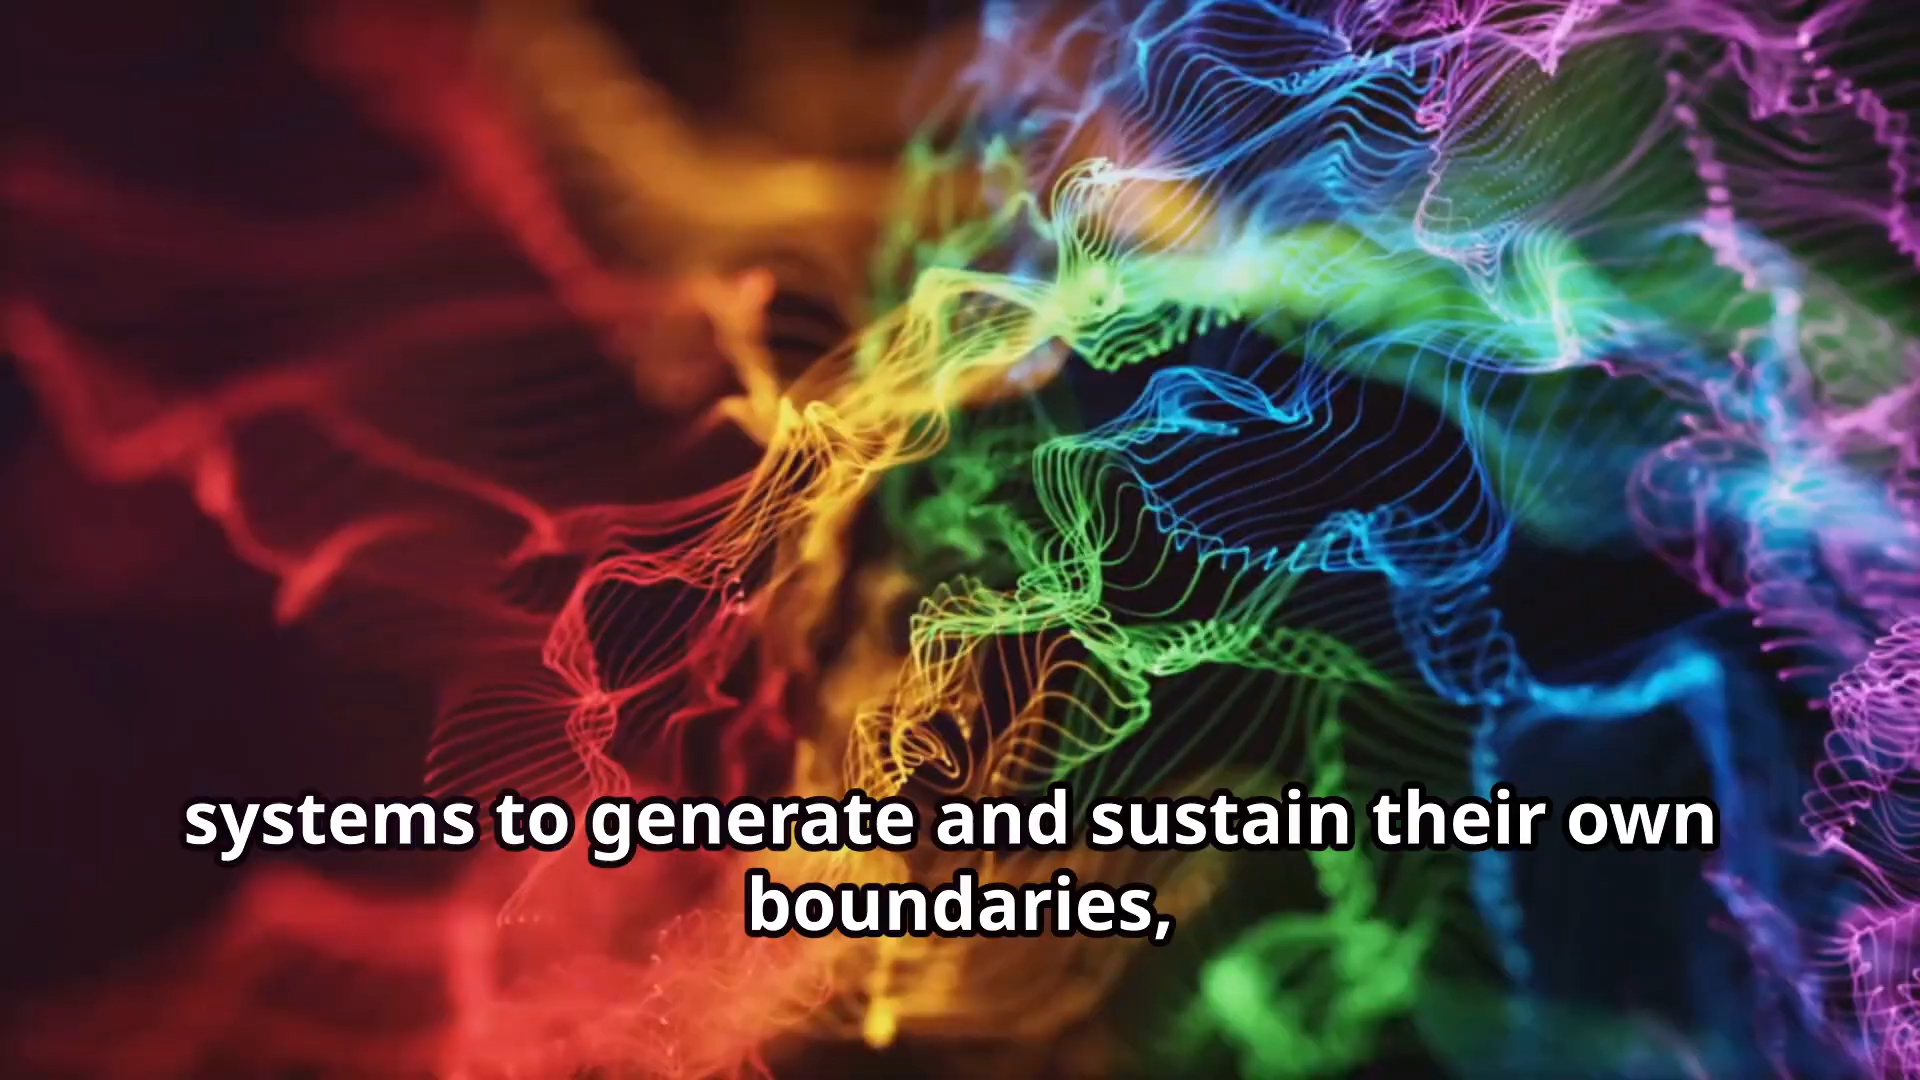 systems to generate and sustain their own
boundaries,